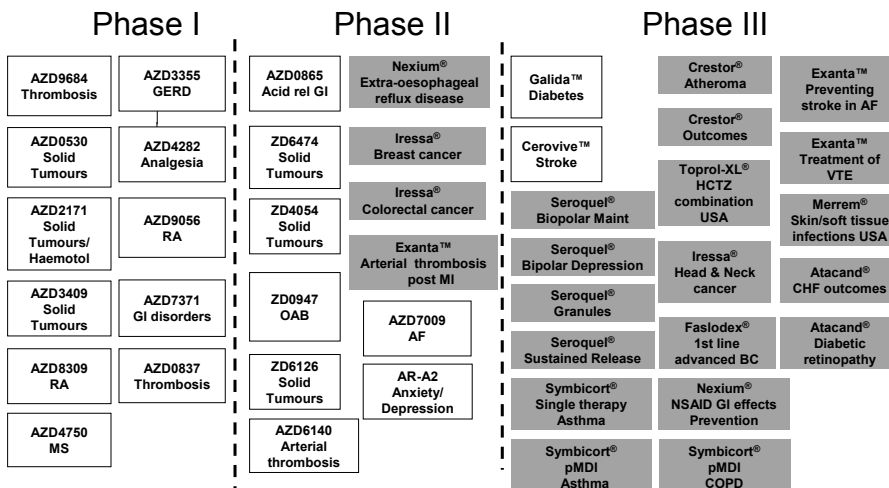 Phase I
Phase II
Phase III
AZD9684
Thrombosis
AZD3355
GERD
AZD0530
Solid
Tumours
AZD4282
Analgesia
AZD2171
Solid
Tumours/
Haemotol
AZD9056
RA
AZD3409
Solid
Tumours
AZD7371
GI disorders
AZD8309
RA
AZD0837
Thrombosis
AZD4750
MS
AZD0865
Acid rel GI
Nexium®
Extra-oesophageal
reflux disease
ZD6474
Solid
Tumours
Iressa®
Breast cancer
ZD4054
Solid
Tumours
Iressa®
Colorectal cancer
Exanta™
Arterial thrombosis
post MI
ZD0947
OAB
AZD7009
AF
ZD6126
Solid
Tumours
AR-A2
Anxiety/
Depression
AZD6140
Arterial
thrombosis
Galida™
Diabetes
Cerovive™
Stroke
Seroquel®
Biopolar Maint
Seroquel®
Bipolar Depression
Seroquel®
Granules
Seroquel®
Sustained Release
Symbicort®
Single therapy
Asthma
Symbicort®
pMDI
Asthma
Crestor®
Atheroma
Crestor®
Outcomes
Toprol-XL®
HCTZ
combination
USA
Iressa®
Head & Neck
cancer
Faslodex®
1st line
advanced BC
Nexium®
NSAID GI effects
Prevention
Symbicort®
pMDI
COPD
Exanta™
Preventing
stroke in AF
Exanta™
Treatment of
VTE
Merrem®
Skin/soft tissue
infections USA
Atacand®
CHF outcomes
Atacand®
Diabetic
retinopathy